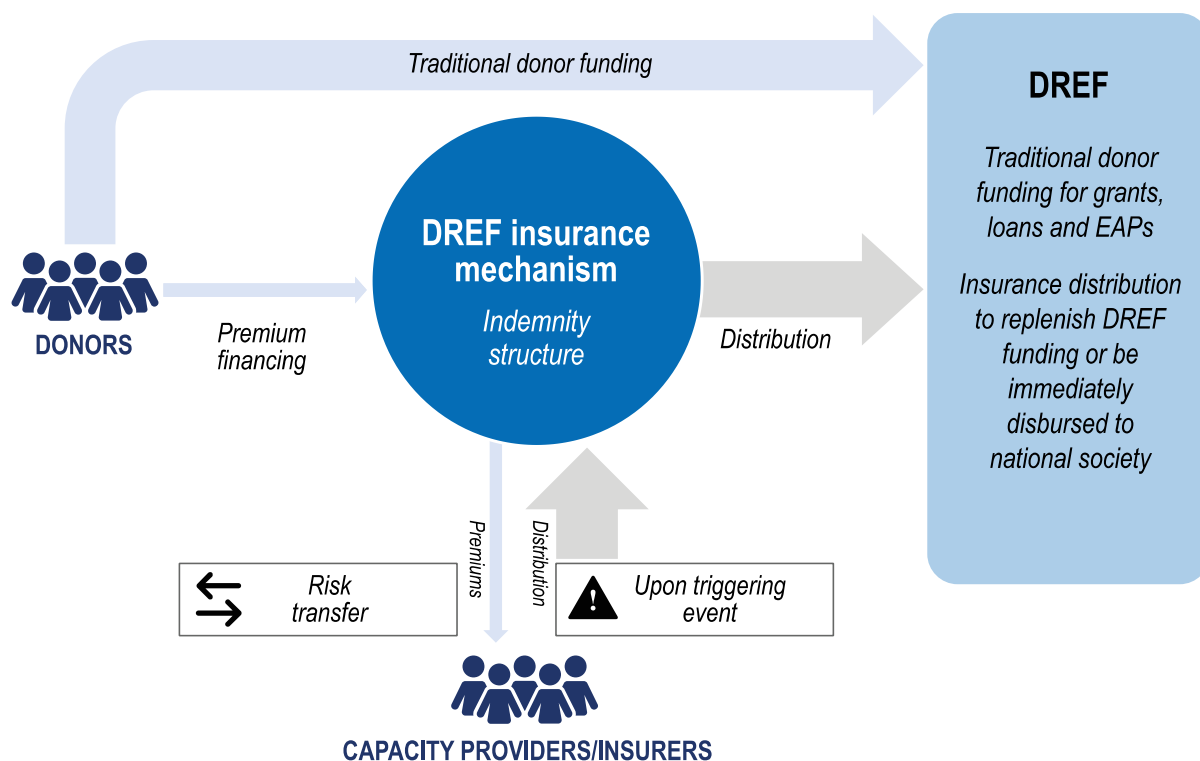 Traditional donor funding
DREF
Traditional donor
funding for grants,
loans and EAPs
Insurance distribution
to replenish DREF
funding or be
immediately
disbursed to
national society
DREF insurance
mechanism
Indemnity
structure
DONORS
Premium
financing
Distribution
Premiums
Distribution
Risk
transfer
Upon triggering
event
CAPACITY PROVIDERS/INSURERS